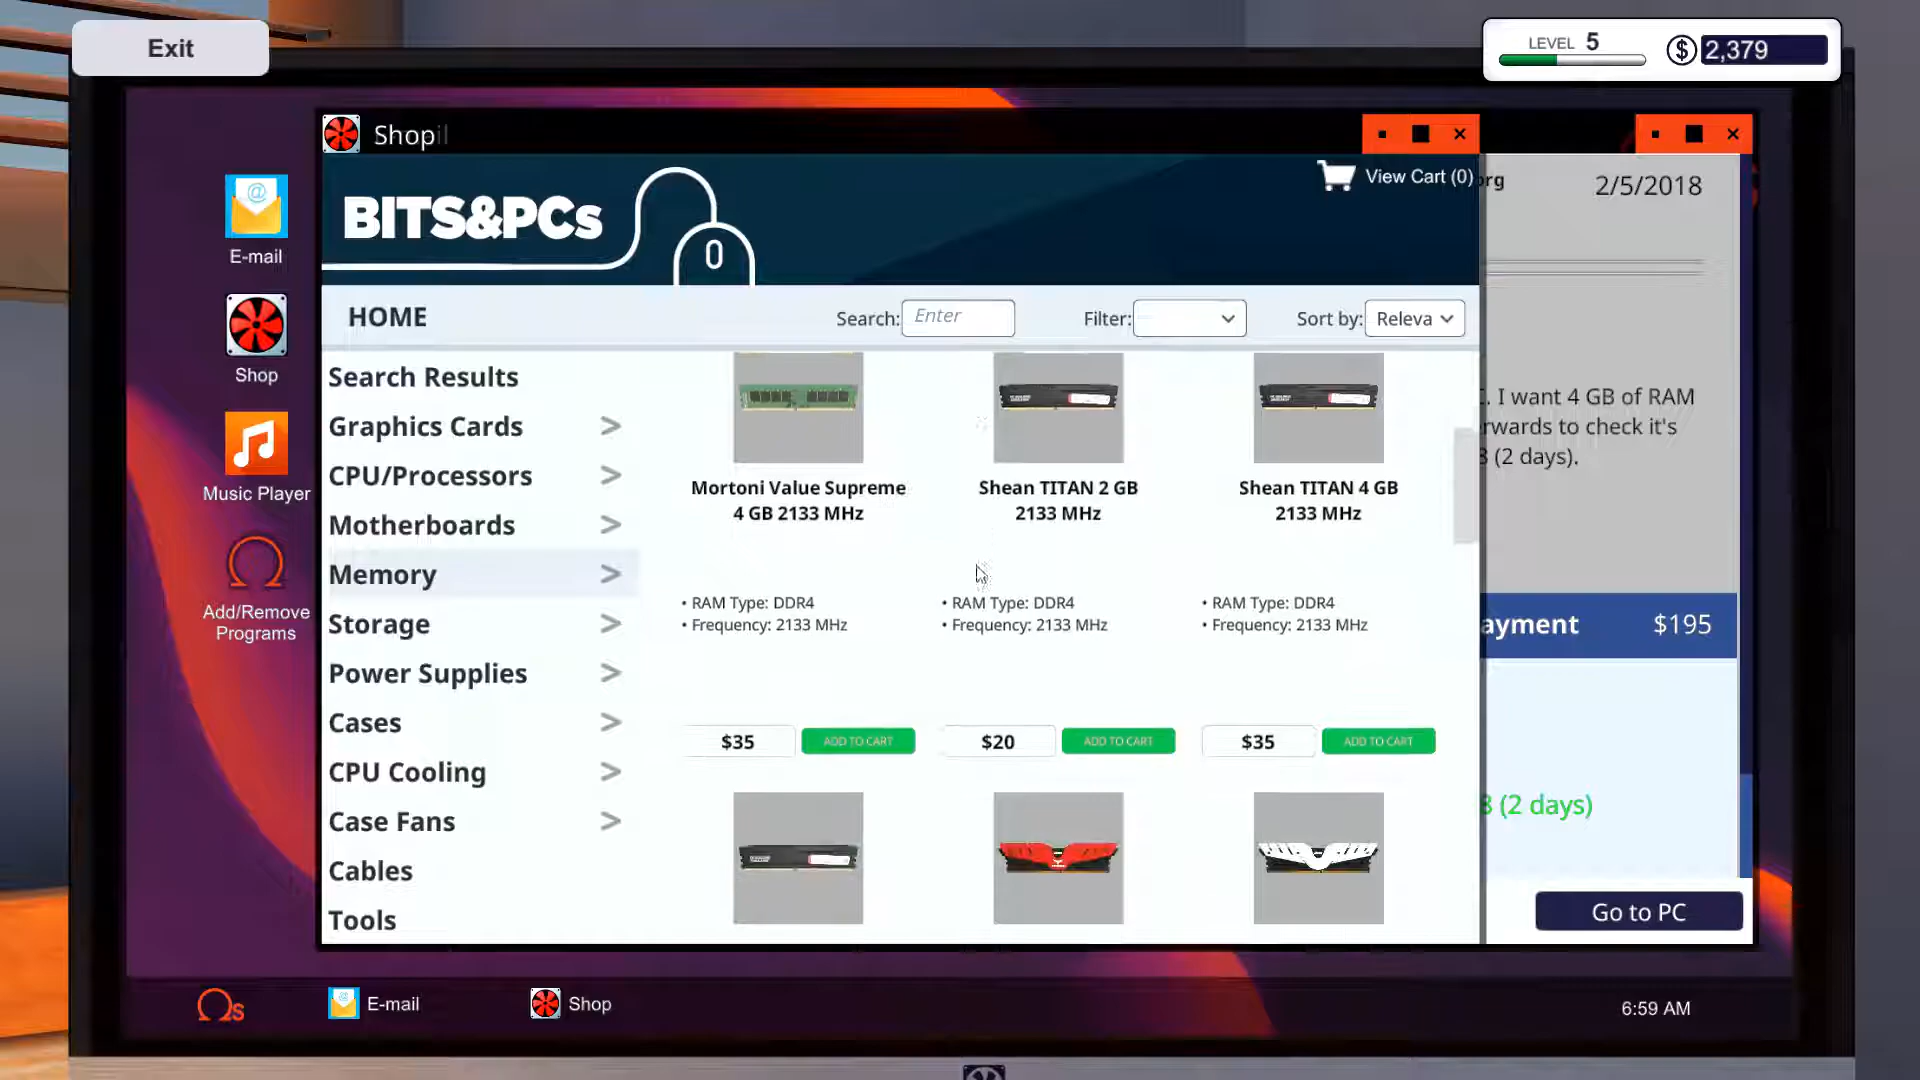 Exit
LEVEL 5
$ 2,379
Shop
View Cart (0)
org
2/5/2018
BITS&PCs
E-mail
HOME
Search: Enter
Filter:
Sort by: Releva
Shop
Search Results
Graphics Cards >
CPU/Processors >
Motherboards >
Memory >
Storage >
Power Supplies >
Cases >
CPU Cooling >
Case Fans >
Cables
Tools
Music Player
Add/Remove
Programs
Mortoni Value Supreme
4 GB 2133 MHz
• RAM Type: DDR4
• Frequency: 2133 MHz
$35
ADD TO CART
Shean TITAN 2 GB
2133 MHz
• RAM Type: DDR4
• Frequency: 2133 MHz
$20
ADD TO CART
Shean TITAN 4 GB
2133 MHz
• RAM Type: DDR4
• Frequency: 2133 MHz
$35
ADD TO CART
. I want 4 GB of RAM
rwards to check it's
8 (2 days).
ayment $195
8 (2 days)
Go to PC
Ωs
E-mail
Shop
6:59 AM